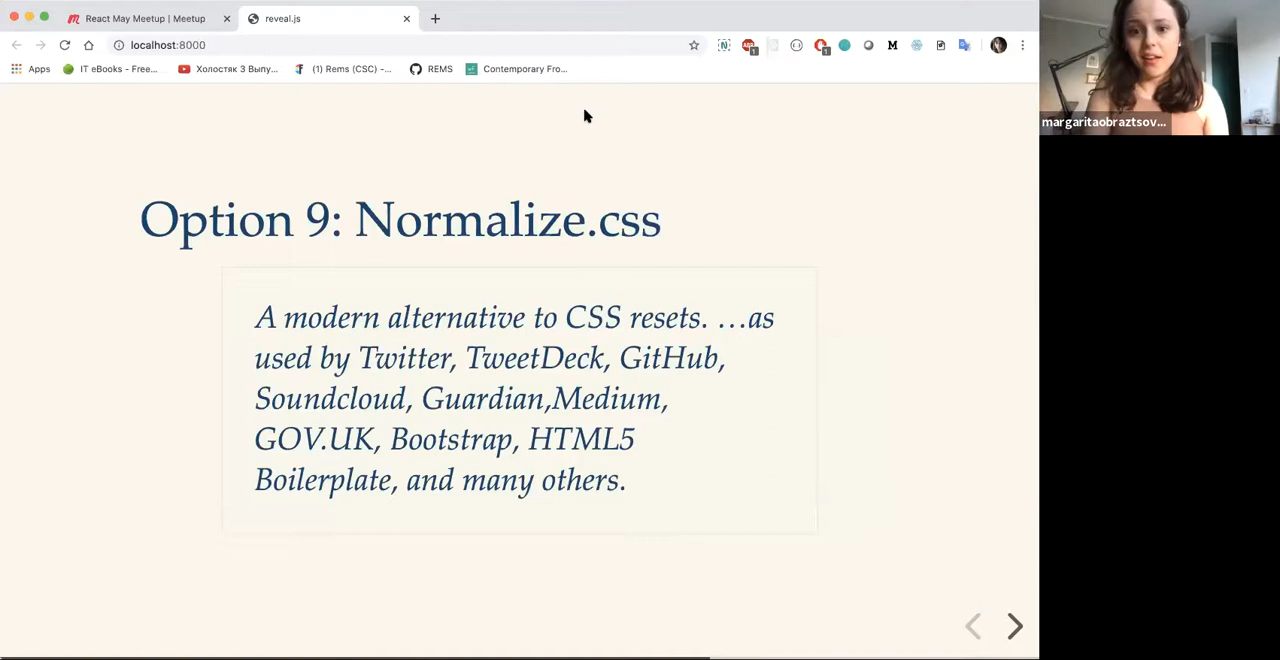 React May Meetup | Meetup
reveal.js
localhost:8000
Apps
IT eBooks - Free...
Холостяк 3 Выпу...
(1) Rems (CSC) -...
REMS
Contemporary Fro...
margaritaobraztsov...
Option 9: Normalize.css
A modern alternative to CSS resets. …as
used by Twitter, TweetDeck, GitHub,
Soundcloud, Guardian,Medium,
GOV.UK, Bootstrap, HTML5
Boilerplate, and many others.